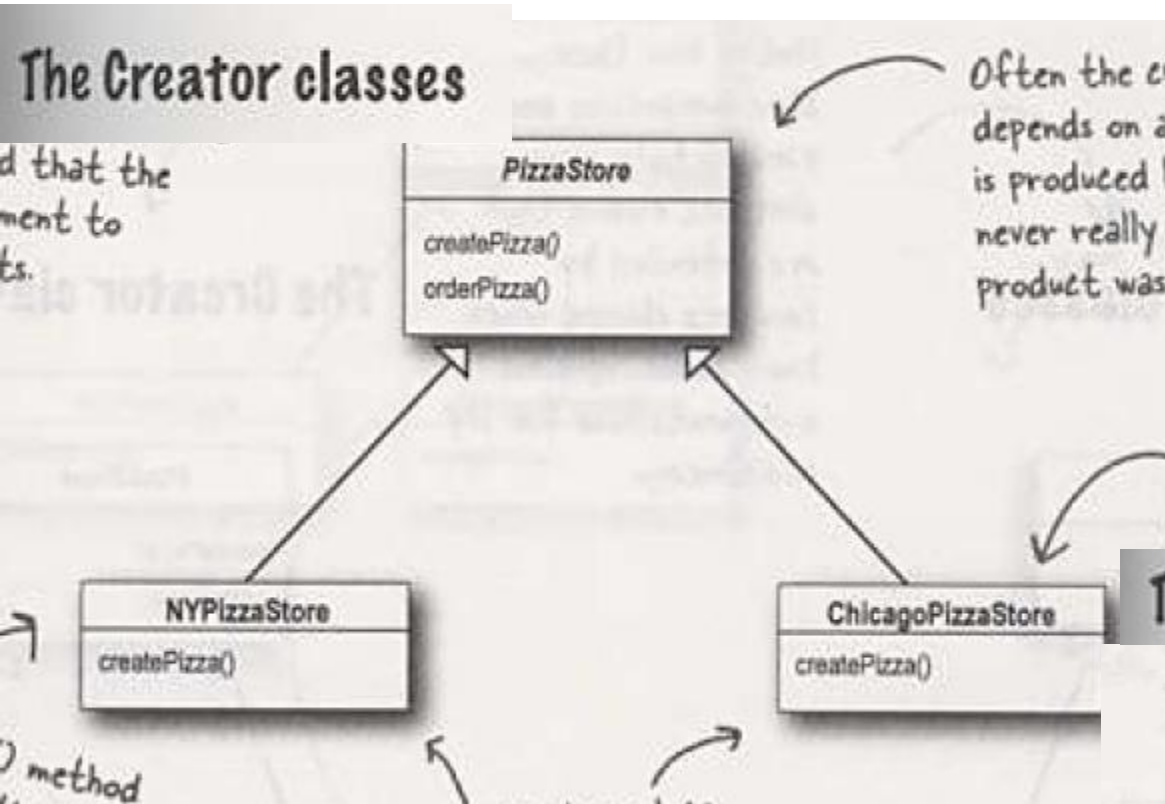 The Creator classes
that the
ment to
ts.
Often the
depends on
is produced
never really
product was
PizzaStore
createPizza()
orderPizza()
NYPizzaStore
createPizza()
ChicagoPizzaStore
createPizza()
() method